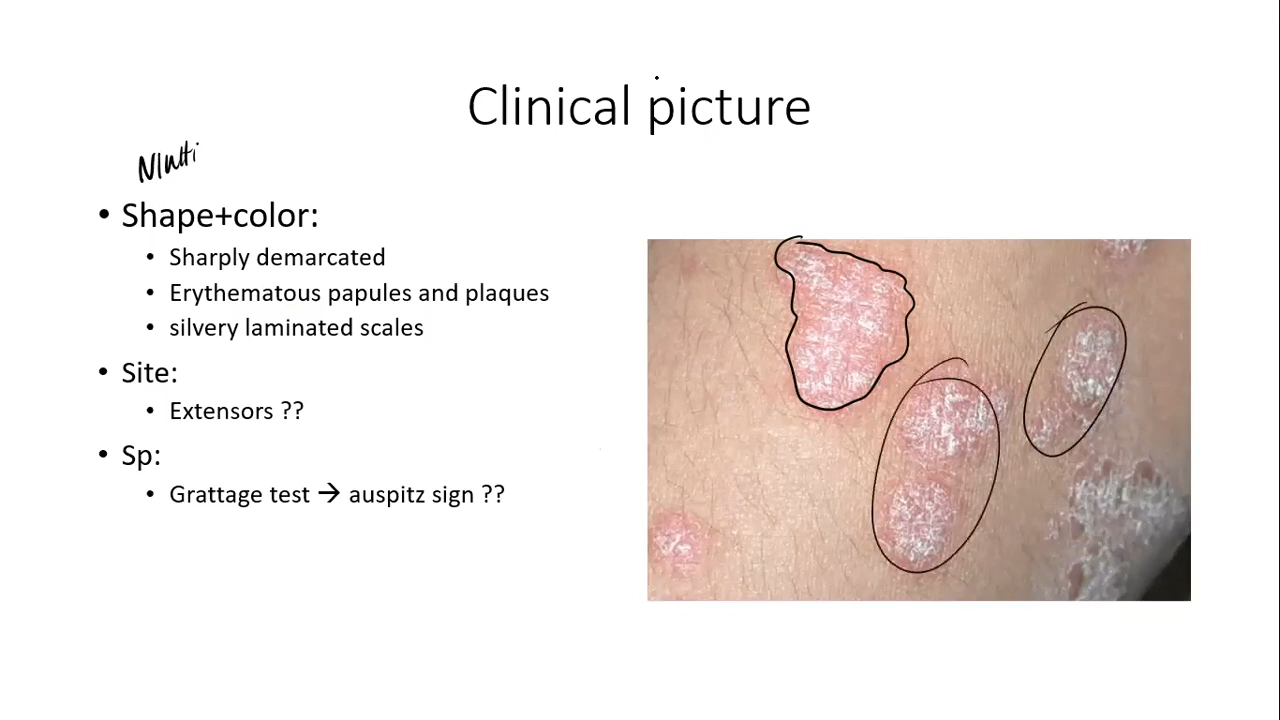 Clinical picture
• Shape+color:
• Sharply demarcated
• Erythematous papules and plaques
• silvery laminated scales
• Site:
• Extensors ??
• Sp:
• Grattage test → auspitz sign ??